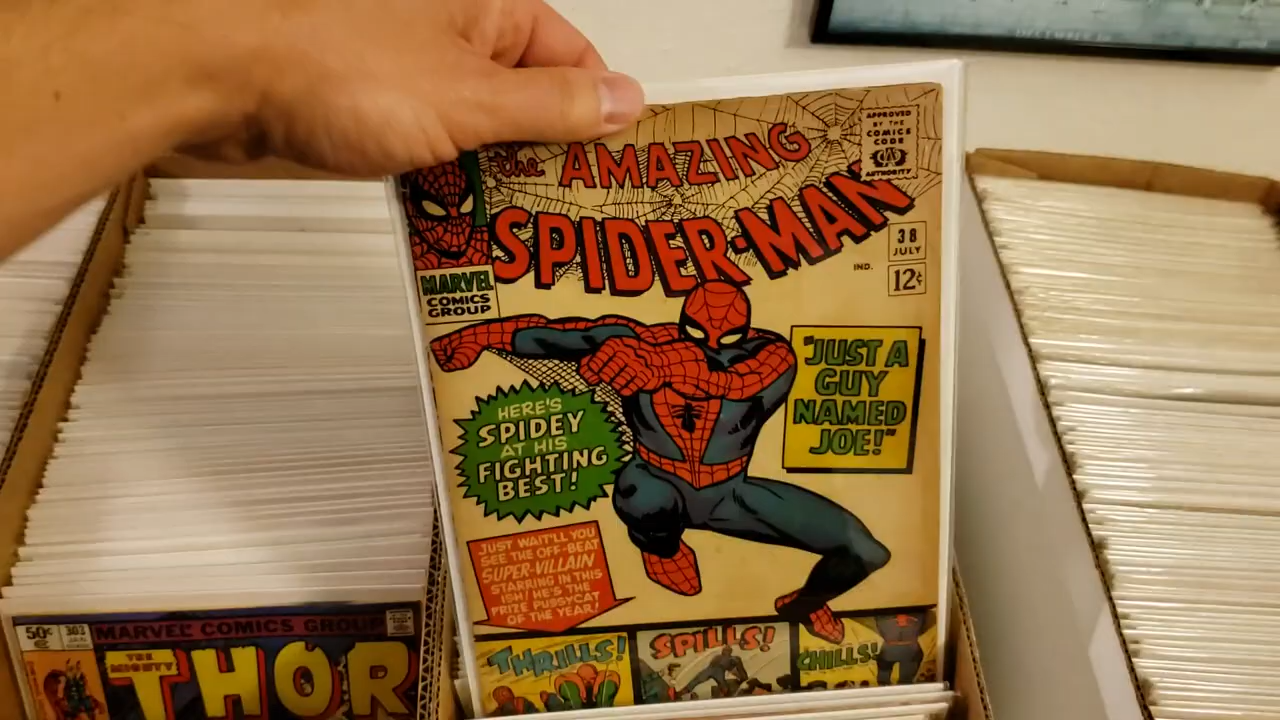 DECEMBER
the AMAZING
SPIDER-MAN
APPROVED
BY THE
COMICS
CODE
AUTHORITY
MARVEL
COMICS
GROUP
38
JULY
IND.
12¢
"JUST A
GUY
NAMED
JOE!"
HERE'S
SPIDEY
AT HIS
FIGHTING
BEST!
JUST WAIT'LL YOU
SEE THE OFF-BEAT
SUPER-VILLAIN
STARRING IN THIS
ISH! HE'S THE
PRIZE PUSSYCAT
OF THE YEAR!
THRILLS!
SPILLS!
CHILLS!
50¢
303
JAN
MARVEL COMICS GROUP
THE
MIGHTY
THOR